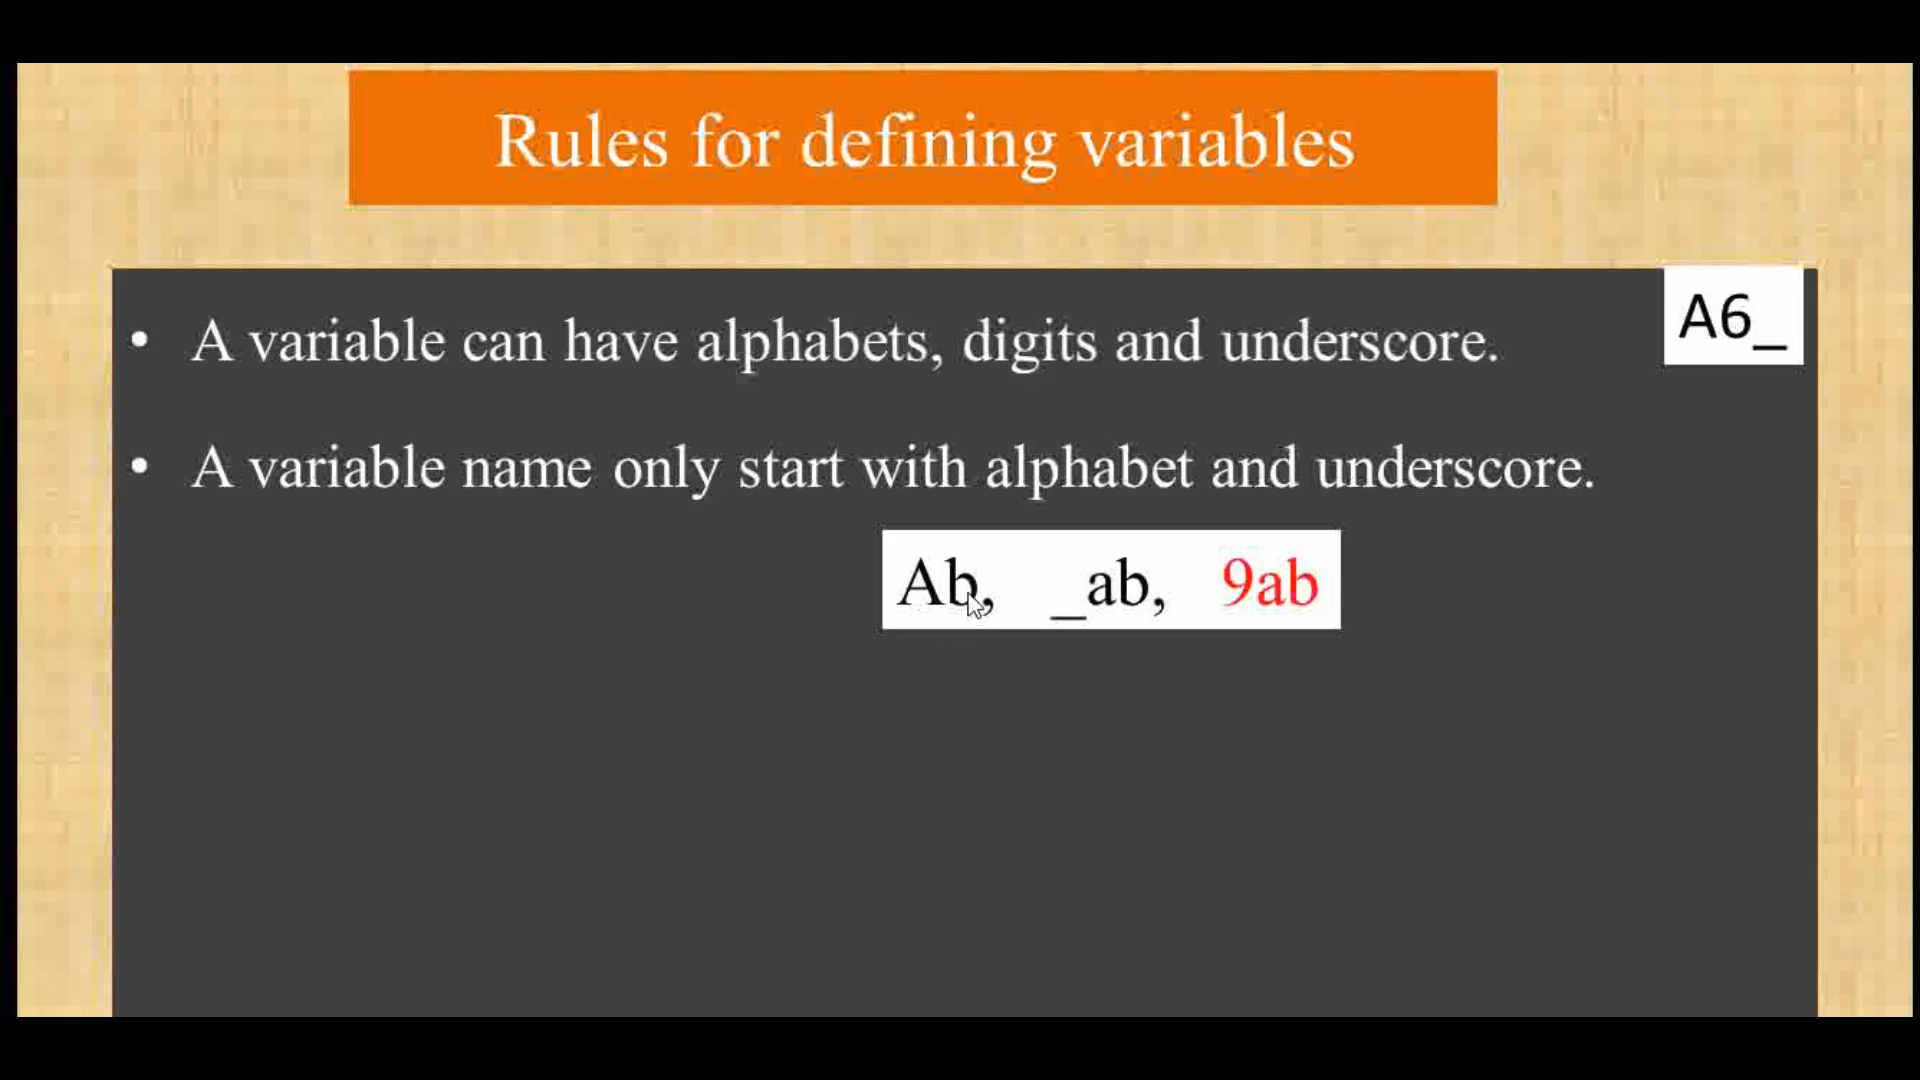 Rules for defining variables
• A variable can have alphabets, digits and underscore.
A6_
• A variable name only start with alphabet and underscore.
Ab, _ab, 9ab